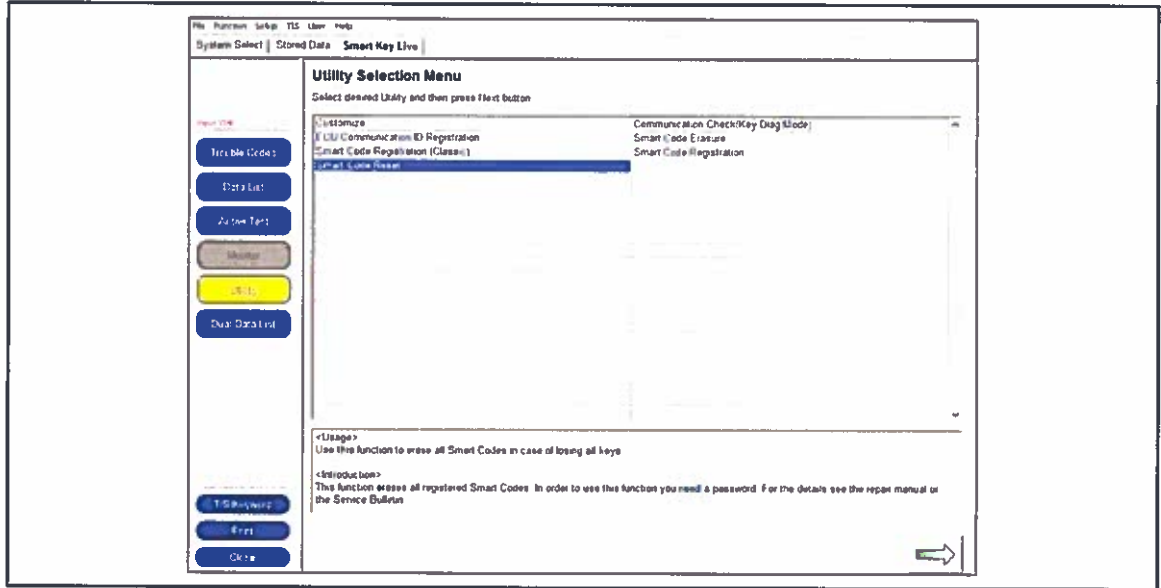 File Function Setup TIS User Help
System Select Stored Data Smart Key Live
Utility Selection Menu
Select desired Utility and then press Next button
Customize
ECU Communication ID Registration
Smart Code Registration (Classic)
Smart Code Reset
Communication Check(Key Diag Mode)
Smart Code Erasure
Smart Code Registration
Trouble Codes
Data List
Active Test
Monitor
Utility
Dual Data List
<Usage>
Use this function to erase all Smart Codes in case of losing all keys
<Introduction>
This function erases all registered Smart Codes. In order to use this function you need a password. For the details see the repair manual or
the Service Bulletin
TIS Keyword
Print
Close